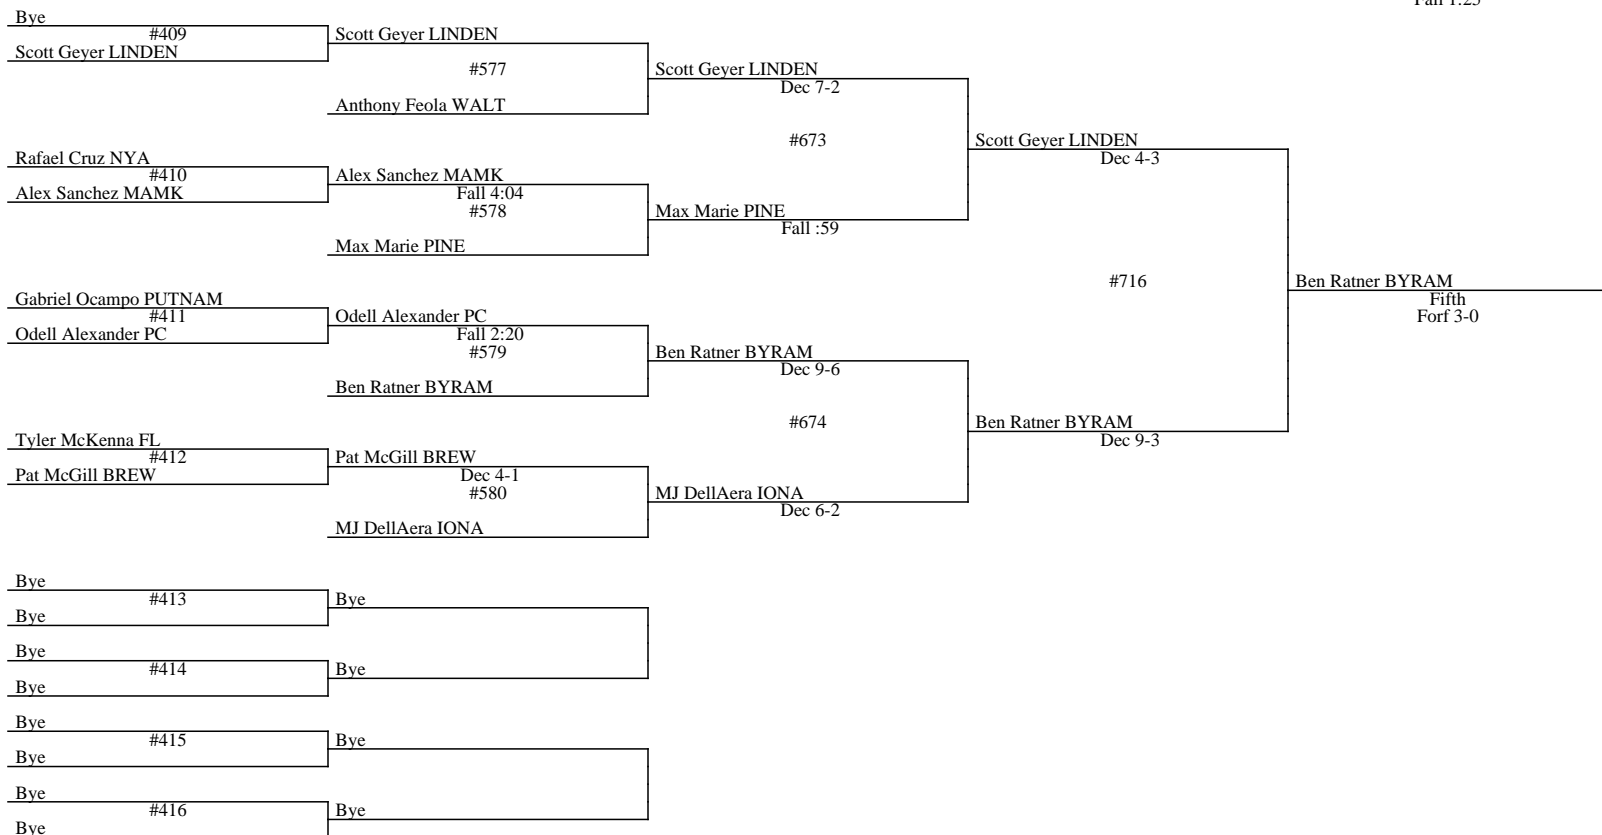 Fall 1:25
Bye
#409
Scott Geyer LINDEN
Scott Geyer LINDEN
#577
Anthony Feola WALT
Scott Geyer LINDEN
Dec 7-2
#673
Rafael Cruz NYA
#410
Alex Sanchez MAMK
Alex Sanchez MAMK
Fall 4:04
#578
Max Marie PINE
Max Marie PINE
Fall :59
Scott Geyer LINDEN
Dec 4-3
#716
Gabriel Ocampo PUTNAM
#411
Odell Alexander PC
Odell Alexander PC
Fall 2:20
#579
Ben Ratner BYRAM
Ben Ratner BYRAM
Dec 9-6
#674
Tyler McKenna FL
#412
Pat McGill BREW
Pat McGill BREW
Dec 4-1
#580
MJ DellAera IONA
MJ DellAera IONA
Dec 6-2
Ben Ratner BYRAM
Dec 9-3
Ben Ratner BYRAM
Fifth
Forf 3-0
Bye
#413
Bye
Bye
Bye
#414
Bye
Bye
Bye
#415
Bye
Bye
Bye
#416
Bye
Bye